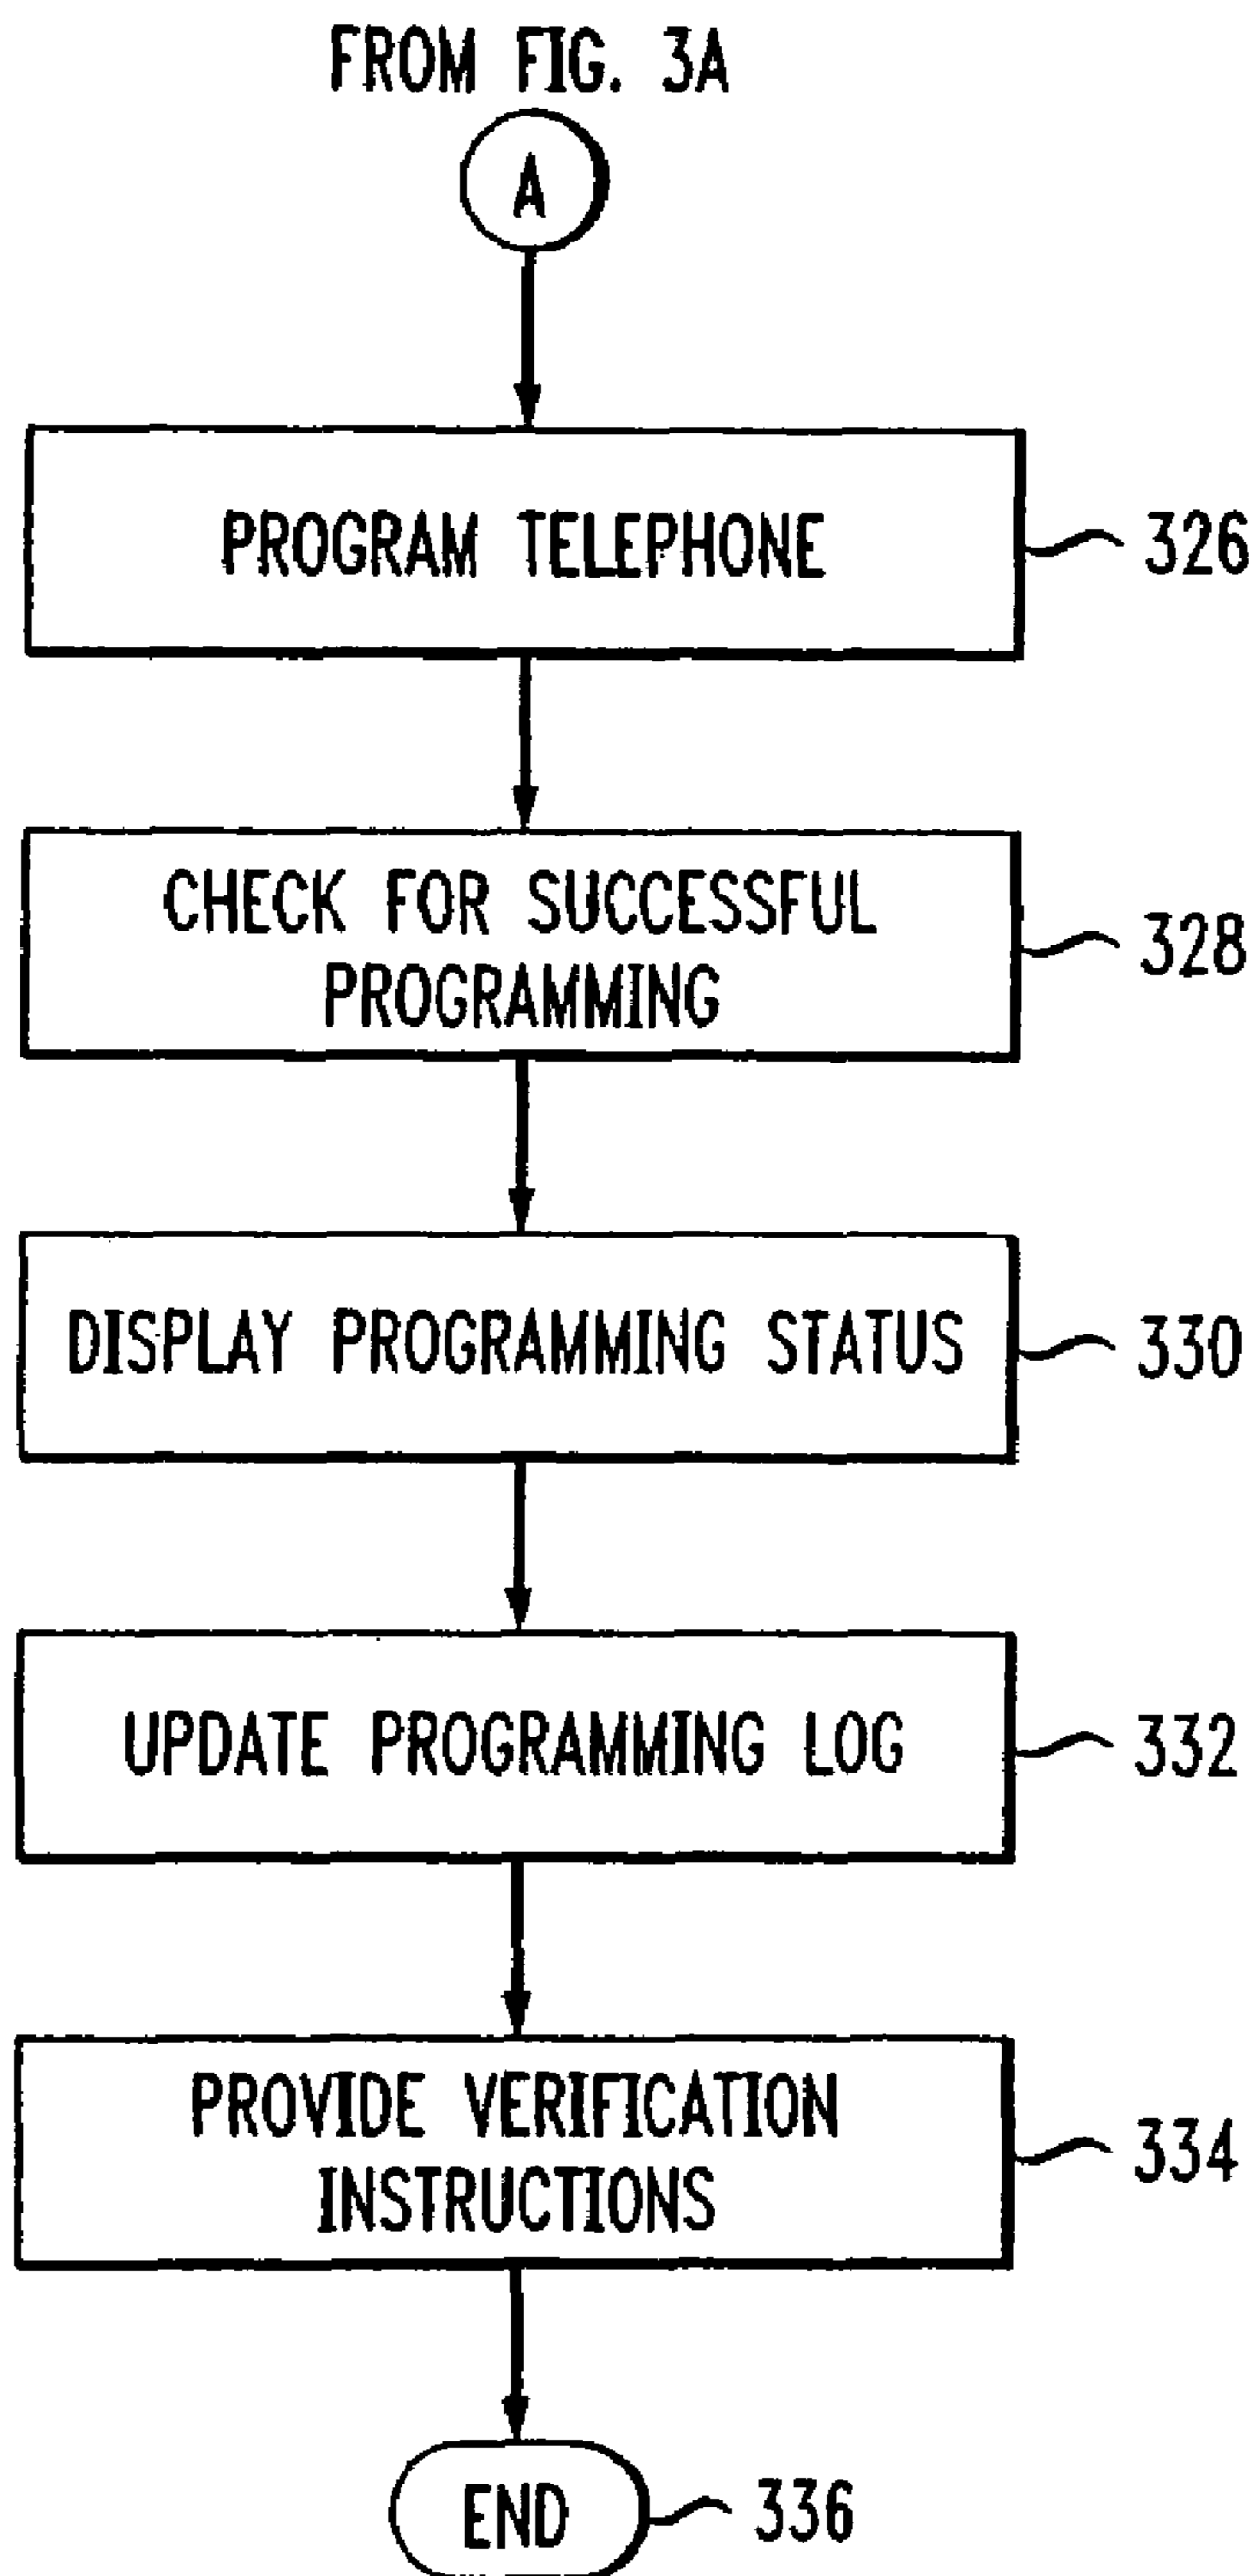 FROM FIG. 3A
A
PROGRAM TELEPHONE
326
CHECK FOR SUCCESSFUL
PROGRAMMING
328
DISPLAY PROGRAMMING STATUS
330
UPDATE PROGRAMMING LOG
332
PROVIDE VERIFICATION
INSTRUCTIONS
334
END
336